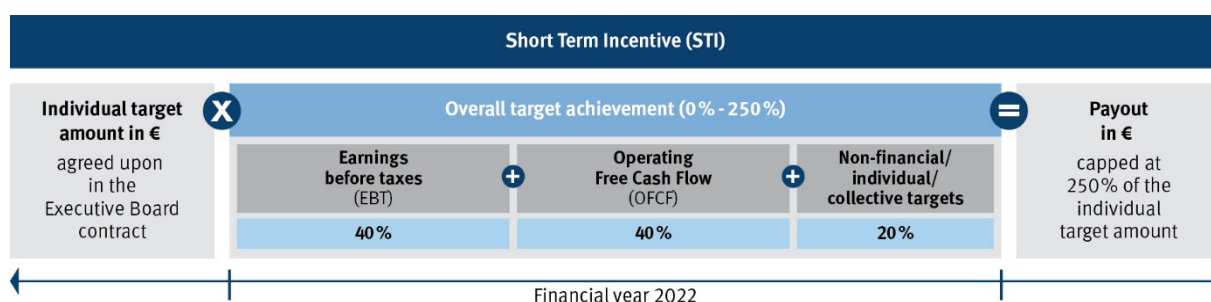 Short Term Incentive (STI)
Individual target
amount in €
agreed upon
in the
Executive Board
contract
X
Overall target achievement (0% - 250%)
Earnings
before taxes
(EBT)
40%
+
Operating
Free Cash Flow
(OFCF)
40%
+
Non-financial/
individual/
collective targets
20%
=
Payout
in €
capped at
250% of the
individual
target amount
Financial year 2022